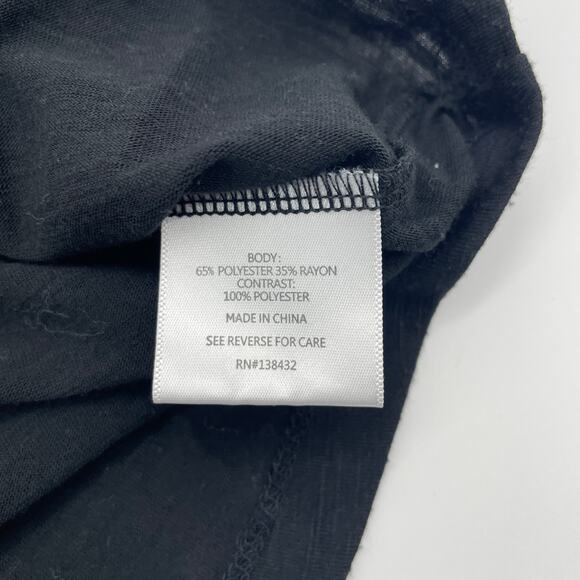 BODY:
65% POLYESTER 35% RAYON
CONTRAST:
100% POLYESTER
MADE IN CHINA
SEE REVERSE FOR CARE
RN#138432